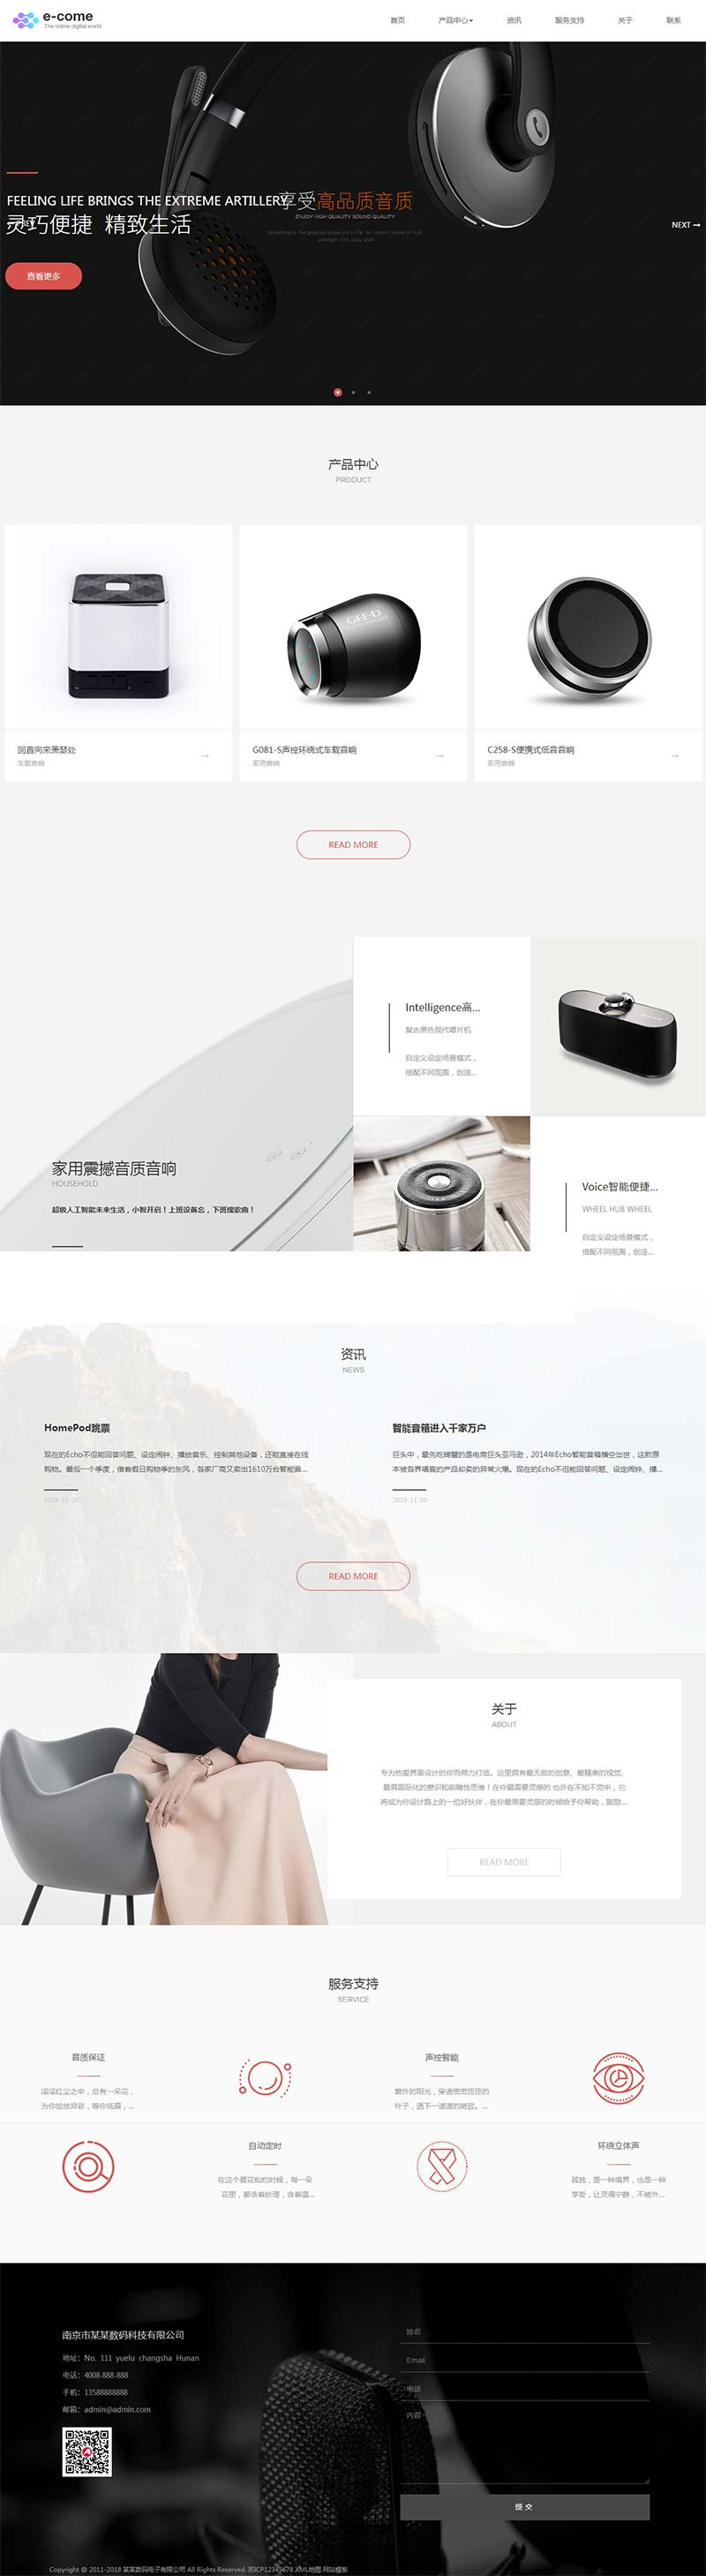 e-come
The online digital world
首页 产品中心 资讯 服务支持 关于 联系
FEELING LIFE BRINGS THE EXTREME ARTILLERY
享受高品质音质
ENJOY HIGH QUALITY SOUND QUALITY
灵巧便捷 精致生活
NEXT →
查看更多
产品中心
PRODUCT
GFF-D
回首向来萧瑟处
车载音响
→
G081-S声控环绕式车载音响
家用音响
→
C258-S便携式低音音响
家用音响
→
READ MORE
Intelligence高...
复古黑色现代唱片机
自定义设定场景模式，
搭配不同氛围，创造...
家用震撼音质音响
HOUSEHOLD
超级人工智能未来生活，小智开启！上班设备忘，下班搜歌曲！
Voice智能便捷...
WHEEL HUB WHEEL
自定义设定场景模式，
搭配不同氛围，创造...
资讯
NEWS
HomePod跳票
现在的Echo不但能回答问题、设定闹钟、播放音乐、控制其他设备，还能直接在线
购物。最后一个季度，借着假日购物季的东风，各家厂商又卖出1610万台智能音...
2018-11-20
智能音箱进入千家万户
巨头中，最先吃螃蟹的是电商巨头亚马逊，2014年Echo智能音箱横空出世，这款原
本被各界唱衰的产品却卖的异常火爆。现在的Echo不但能回答问题、设定闹钟、播...
2018-11-20
READ MORE
关于
ABOUT
专为热爱界面设计的你而倾力打造。这里拥有最无敌的创意、最精美的视觉、
最具国际化的意识和前瞻性思维！在你最需要灵感的 也许在不知不觉中，它
将成为你设计路上的一位好伙伴，在你最需要灵感的时候给予你帮助，鼓励...
READ MORE
服务支持
SERVICE
音质保证
滚滚红尘之中，总有一朵花，
为你绽放异彩，等你低眉，...
声控智能
窗外的阳光，穿透密密匝匝的
叶子，洒下一道道的斑驳。...
自动定时
在这个夏花灿烂时候，每一朵
花里，都含着妙理，含着温...
环绕立体声
孤独，是一种境界，也是一种
享受，让灵魂宁静，不被外...
南京市某某数码科技有限公司
地址：No. 111 yuelu changsha Hunan
电话：4008-888-888
手机：13588888888
邮箱：admin@admin.com
姓名
Email
电话
内容
提 交
Copyright @ 2011-2018 某某数码电子有限公司 All Rights Reserved. 苏ICP12345678 XML地图 网站模板